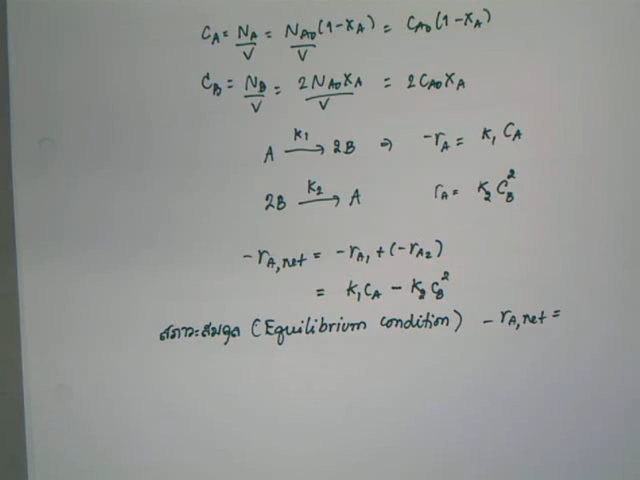 C_A = N_A/V = N_A0(1-X_A)/V = C_A0(1-X_A)
C_B = N_B/V = 2N_A0X_A/V = 2C_A0X_A
A —k_1→ 2B ⇒ -r_A = k_1 C_A
2B —k_2→ A r_A = k_2 C_B^2
-r_A,net = -r_A1 + (-r_A2)
= k_1C_A - k_2C_B^2
สภาวะสมดุล (Equilibrium condition) -r_A,net =